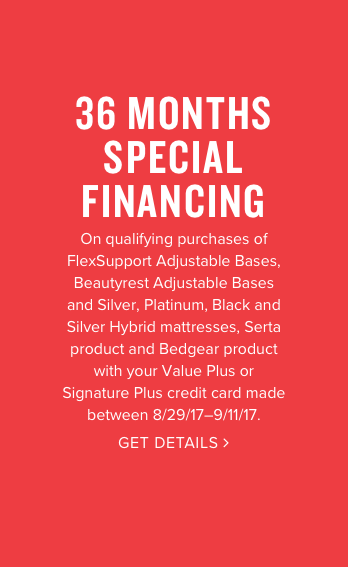 36 MONTHS
SPECIAL
FINANCING
On qualifying purchases of
FlexSupport Adjustable Bases,
Beautyrest Adjustable Bases
and Silver, Platinum, Black and
Silver Hybrid mattresses, Serta
product and Bedgear product
with your Value Plus or
Signature Plus credit card made
between 8/29/17–9/11/17.
GET DETAILS >